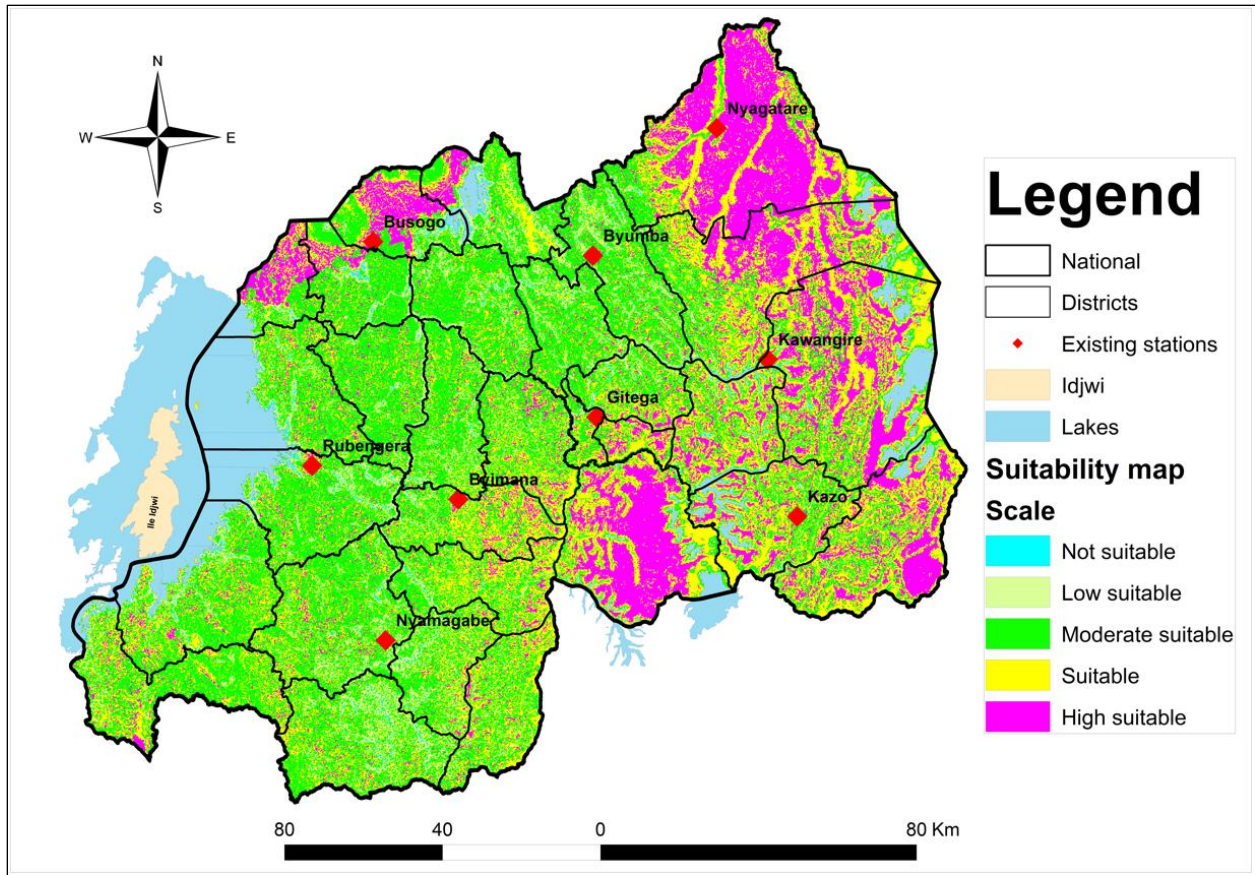 N
W
E
S
Nyagatare
Busogo
Byumba
Kawangire
Gitega
Rubengera
Byimana
Kazo
Nyamagabe
Ile Idjwi
Legend
National
Districts
Existing stations
Idjwi
Lakes
Suitability map
Scale
Not suitable
Low suitable
Moderate suitable
Suitable
High suitable
80 40 0 80 Km